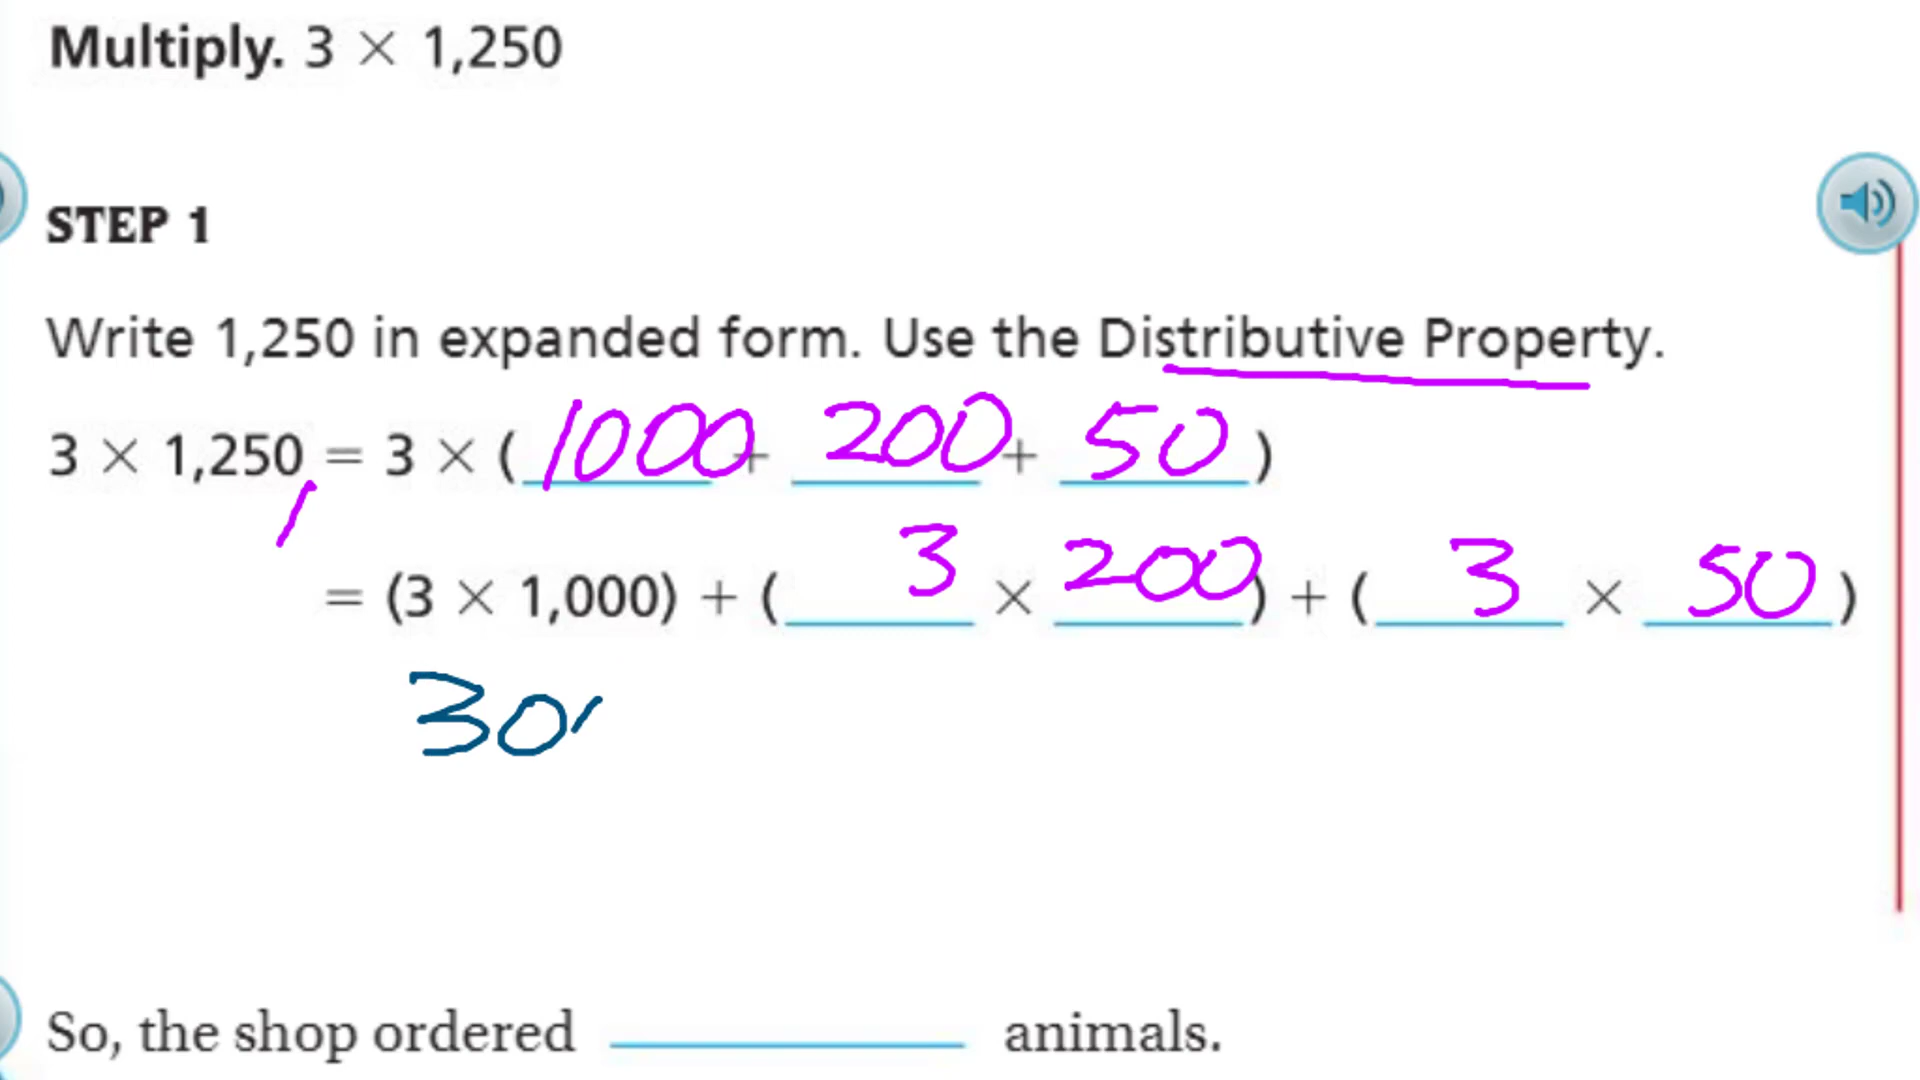 Multiply. 3 × 1,250
STEP 1
Write 1,250 in expanded form. Use the Distributive Property.
3 × 1,250 = 3 × ( 1000 + 200 + 50 )
= (3 × 1,000) + ( 3 × 200 ) + ( 3 × 50 )
30
So, the shop ordered ____ animals.